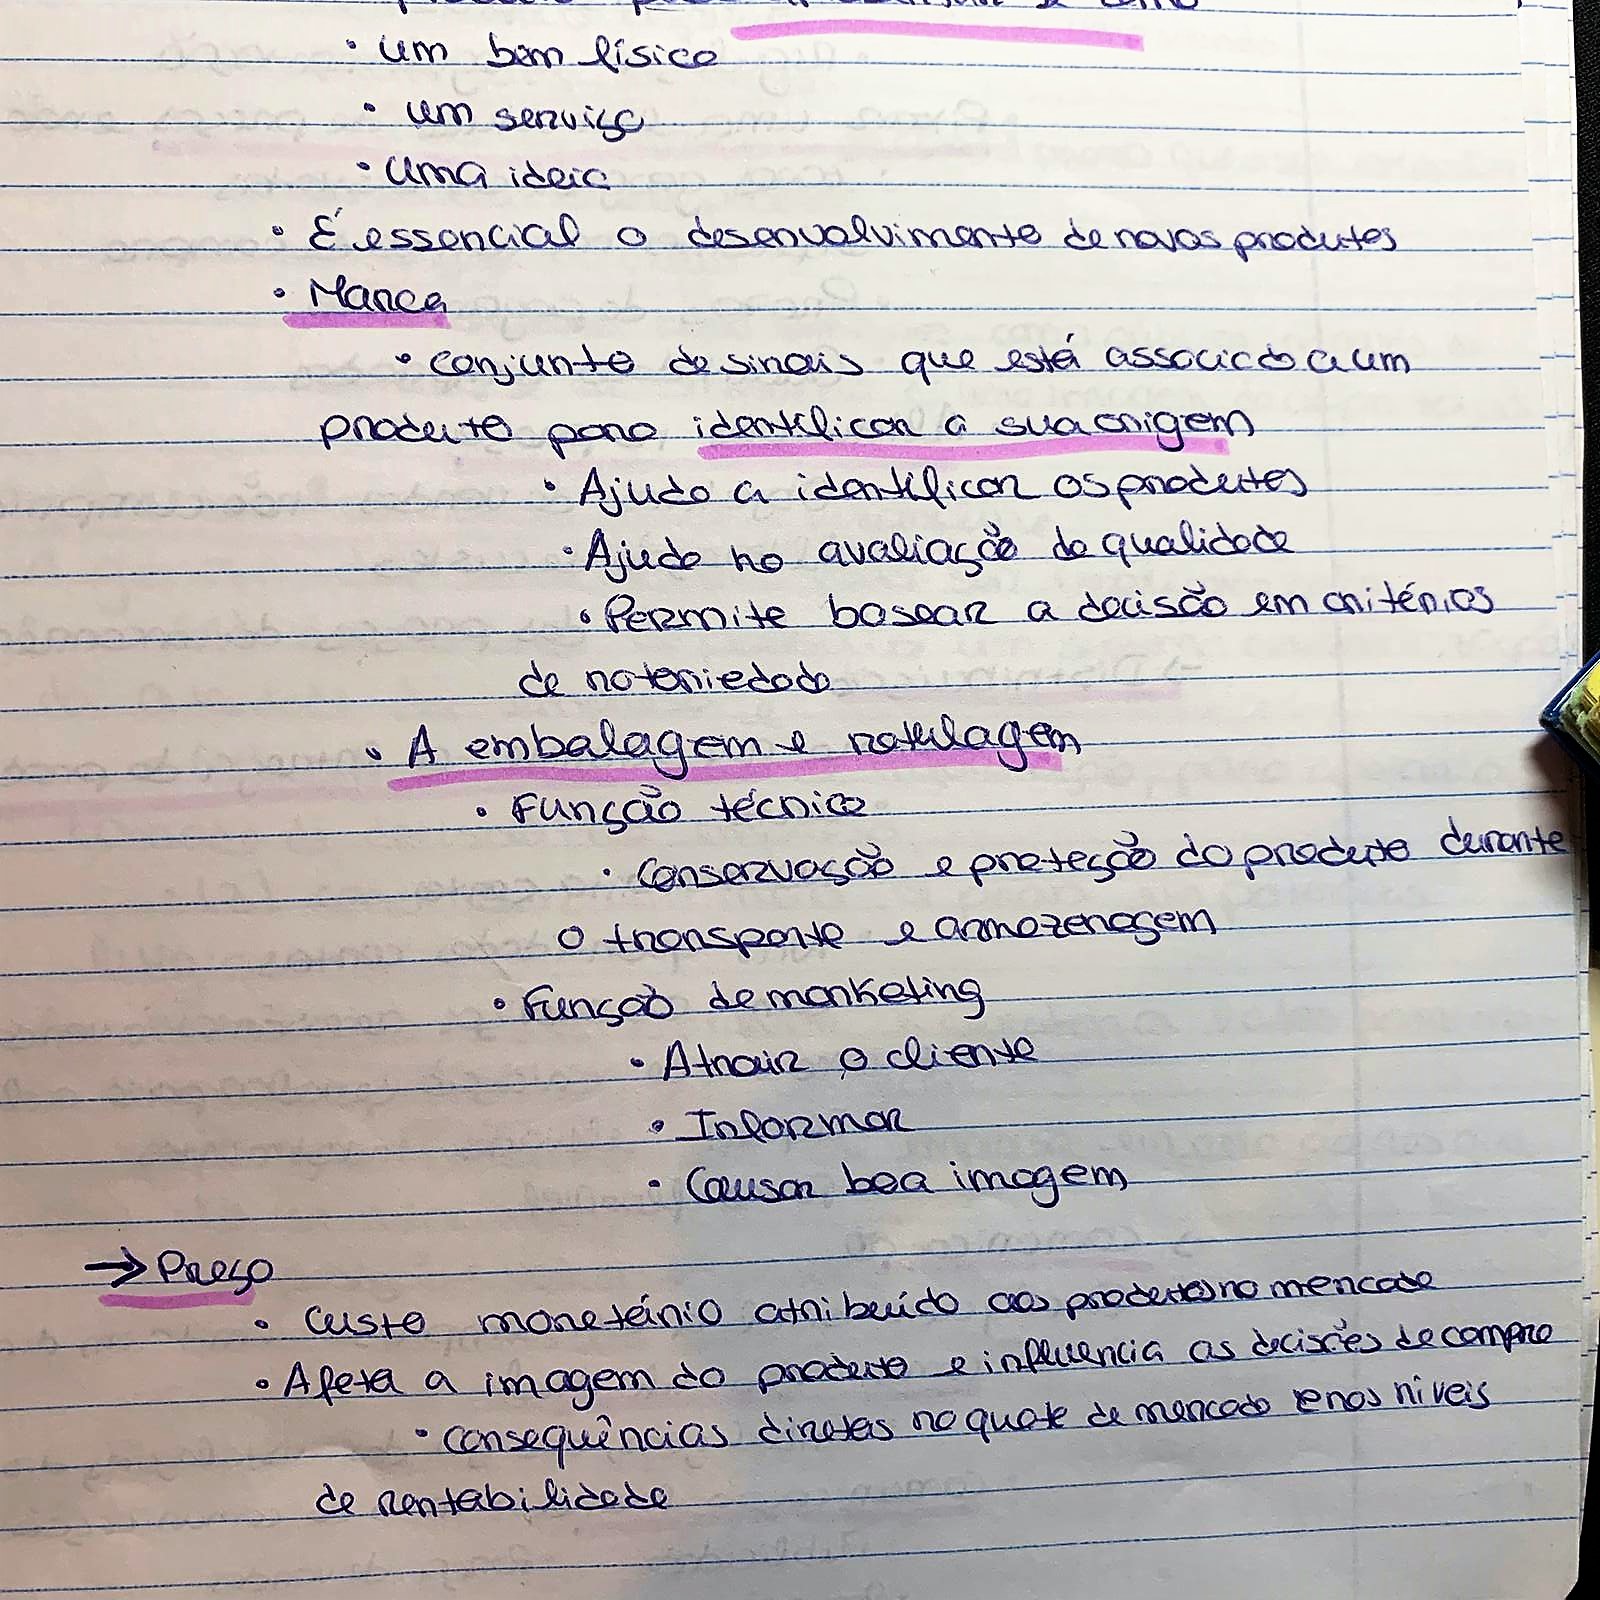 • um bem físico
• um serviço
• uma ideia
• É essencial o desenvolvimento de novos produtos
• Marca
• conjunto de sinais que está associado a um
produto para identificar a sua origem
• Ajuda a identificar os produtos
• Ajuda na avaliação da qualidade
• Permite basear a decisão em critérios
de notoriedade
• A embalagem e rotulagem
• Função técnica
• Conservação e proteção do produto durante
o transporte e armazenagem
• Função de marketing
• Atrair o cliente
• Informar
• Causar boa imagem
→ Preço
• Custo monetário atribuído aos produtos no mercado
• Afeta a imagem do produto e influencia as decisões de compra
• consequências diretas na quota de mercado e nos níveis
de rentabilidade